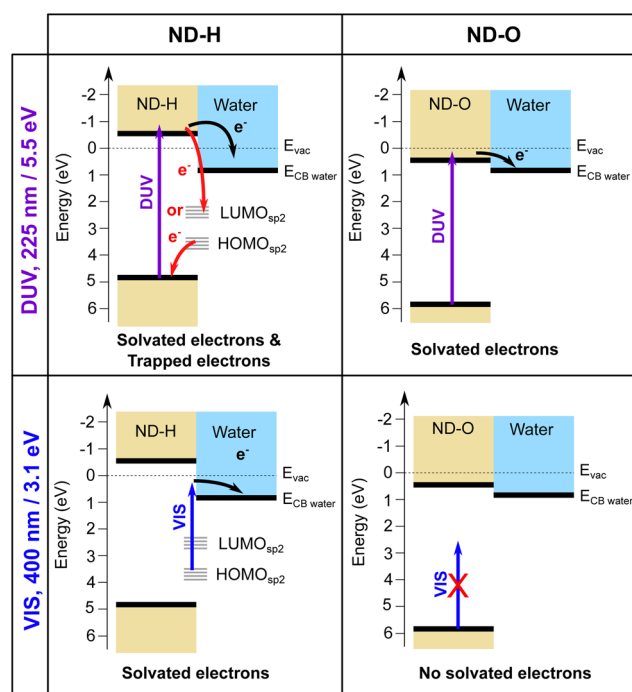 ND-H
ND-O
DUV, 225 nm / 5.5 eV
Energy (eV)
-2
-1
0
1
2
3
4
5
6
ND-H
Water
e-
Evac
ECB water
e-
DUV
or
LUMOsp2
e-
HOMOsp2
Solvated electrons &
Trapped electrons
Energy (eV)
-2
-1
0
1
2
3
4
5
6
ND-O
Water
Evac
e-
ECB water
DUV
Solvated electrons
VIS, 400 nm / 3.1 eV
Energy (eV)
-2
-1
0
1
2
3
4
5
6
ND-H
Water
e-
Evac
ECB water
VIS
LUMOsp2
HOMOsp2
Solvated electrons
Energy (eV)
-2
-1
0
1
2
3
4
5
6
ND-O
Water
Evac
ECB water
VIS
X
No solvated electrons